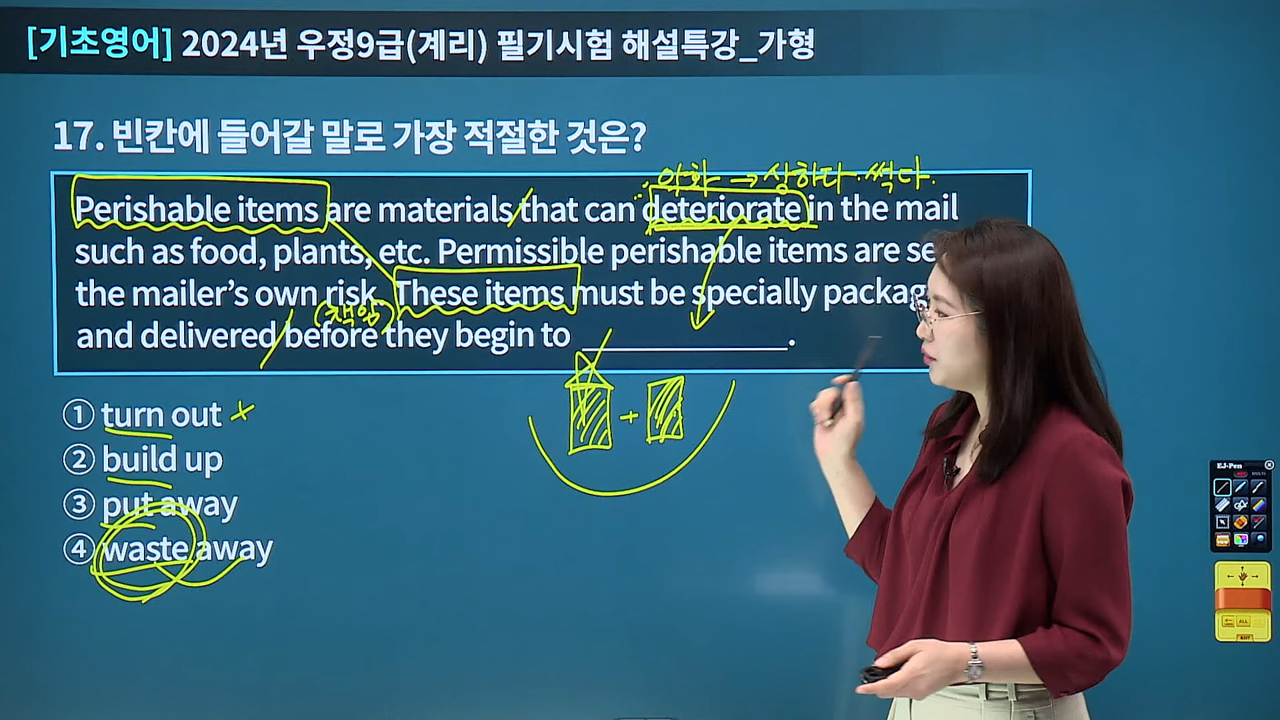 [기초영어] 2024년 우정9급(계리) 필기시험 해설특강_가형
17. 빈칸에 들어갈 말로 가장 적절한 것은?
악화 → 상하다. 썩다.
Perishable items are materials that can deteriorate in the mail
such as food, plants, etc. Permissible perishable items are se
the mailer's own risk. These items must be specially packag
(책임)
and delivered before they begin to ____________.
+
① turn out ×
② build up
③ put away
④ waste away
EJ-Pen
ALL
EXIT